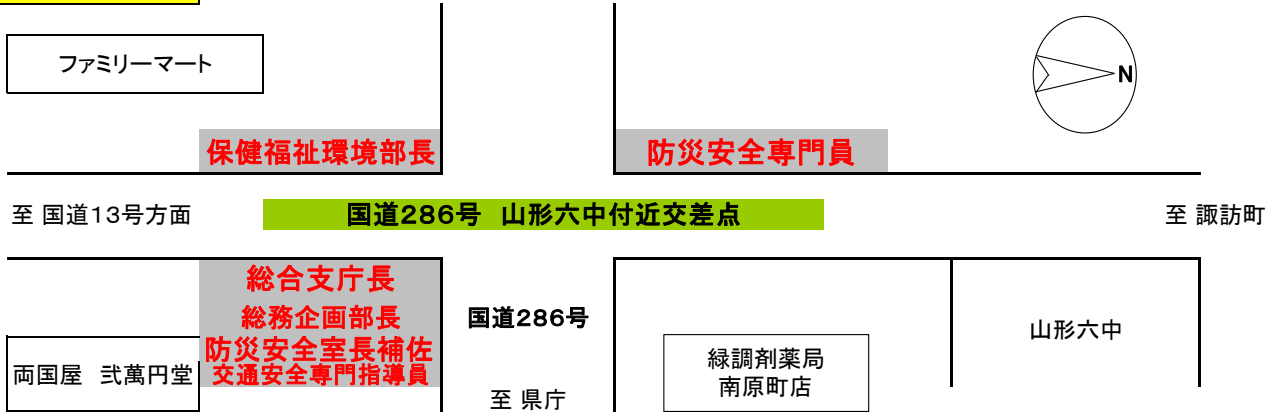 ファミリーマート
N
保健福祉環境部長
防災安全専門員
至 国道13号方面
国道286号　山形六中付近交差点
至 諏訪町
総合支庁長
総務企画部長
防災安全室長補佐
交通安全専門指導員
両国屋　弐萬円堂
国道286号
至 県庁
緑調剤薬局
南原町店
山形六中